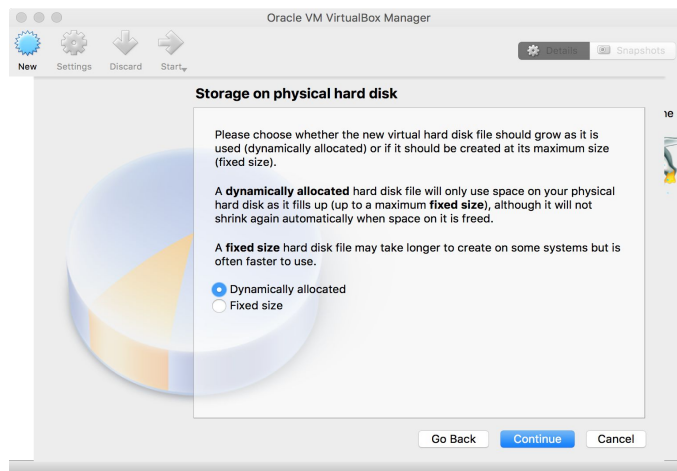 Oracle VM VirtualBox Manager
New Settings Discard Start Details Snapshots
Storage on physical hard disk
Please choose whether the new virtual hard disk file should grow as it is
used (dynamically allocated) or if it should be created at its maximum size
(fixed size).
A dynamically allocated hard disk file will only use space on your physical
hard disk as it fills up (up to a maximum fixed size), although it will not
shrink again automatically when space on it is freed.
A fixed size hard disk file may take longer to create on some systems but is
often faster to use.
Dynamically allocated
Fixed size
Go Back Continue Cancel